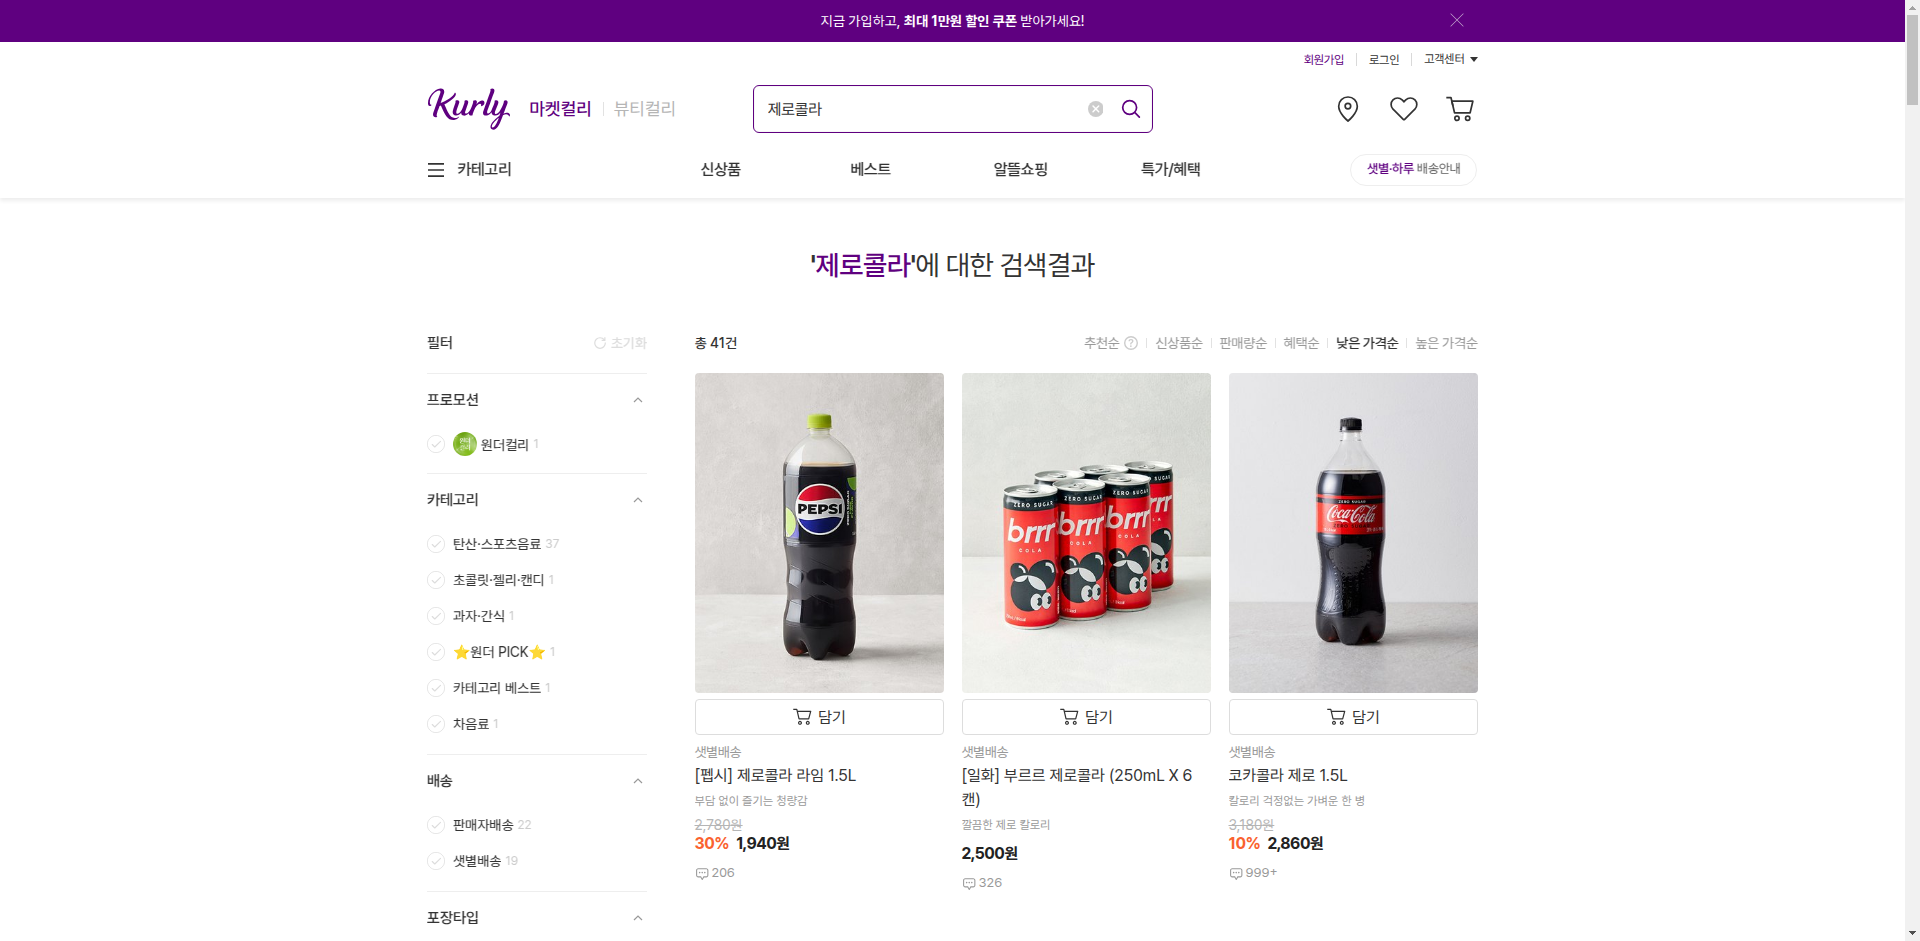 지금 가입하고, 최대 1만원 할인 쿠폰 받아가세요!
회원가입 로그인 고객센터
Kurly 마켓컬리 뷰티컬리 제로콜라
카테고리 신상품 베스트 알뜰쇼핑 특가/혜택 샛별·하루 배송안내
'제로콜라'에 대한 검색결과
필터 초기화
프로모션
원더컬리 1
카테고리
탄산·스포츠음료 37
초콜릿·젤리·캔디 1
과자·간식 1
⭐원더 PICK⭐ 1
카테고리 베스트 1
차음료 1
배송
판매자배송 22
샛별배송 19
포장타입
총 41건 추천순 ? 신상품순 판매량순 혜택순 낮은 가격순 높은 가격순
PEPSI
담기
샛별배송
[펩시] 제로콜라 라임 1.5L
부담 없이 즐기는 청량감
2,780원
30% 1,940원
206
ZERO SUGAR ZERO SUGAR ZERO SUGAR
brrr brrr brrr
COLA
담기
샛별배송
[일화] 부르르 제로콜라 (250mL X 6
캔)
깔끔한 제로 칼로리
2,500원
326
ZERO SUGAR
Coca-Cola
ZERO SUGAR
담기
샛별배송
코카콜라 제로 1.5L
칼로리 걱정없는 가벼운 한 병
3,180원
10% 2,860원
999+